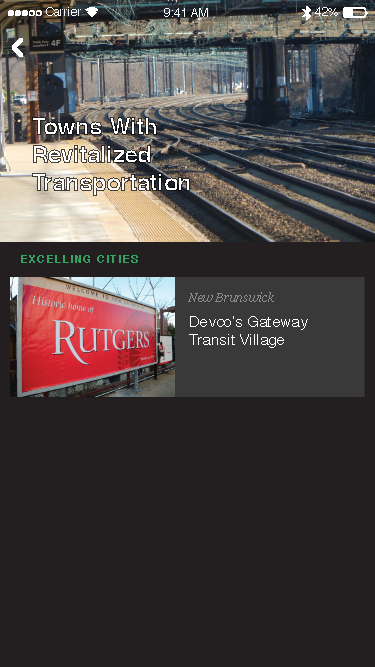 Carrier 9:41 AM 42%
4F
Towns With
Revitalized
Transportation
EXCELLING CITIES
WELCOME TO
Historic home of
RUTGERS
New Brunswick
Devco's Gateway
Transit Village